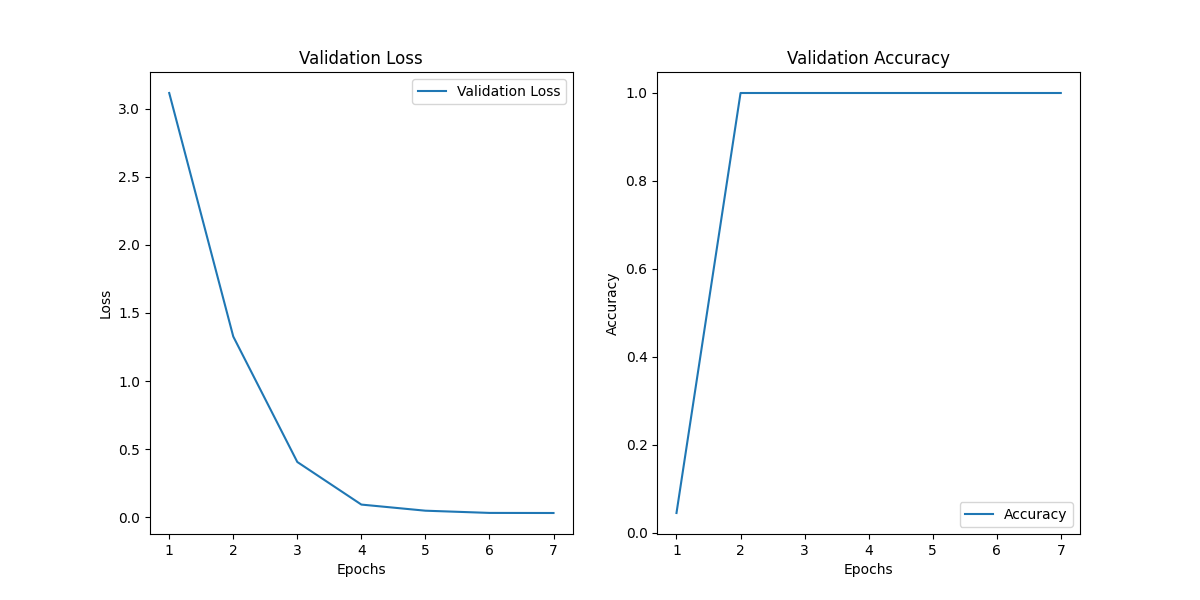 Validation Loss
Validation Loss
3.0
2.5
2.0
1.5
1.0
0.5
0.0
Loss
1 2 3 4 5 6 7
Epochs
Validation Accuracy
1.0
0.8
0.6
0.4
0.2
0.0
Accuracy
Accuracy
1 2 3 4 5 6 7
Epochs